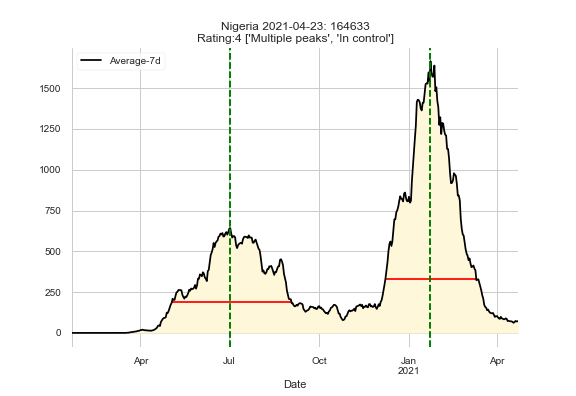 Nigeria 2021-04-23: 164633
Rating:4 ['Multiple peaks', 'In control']
Average-7d
1500
1250
1000
750
500
250
0
Apr Jul Oct Jan Apr
2021
Date